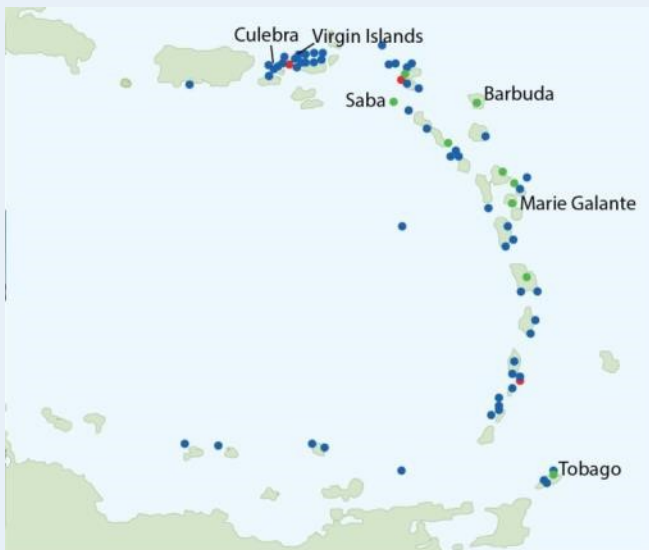 Culebra
Virgin Islands
Saba
Barbuda
Marie Galante
Tobago